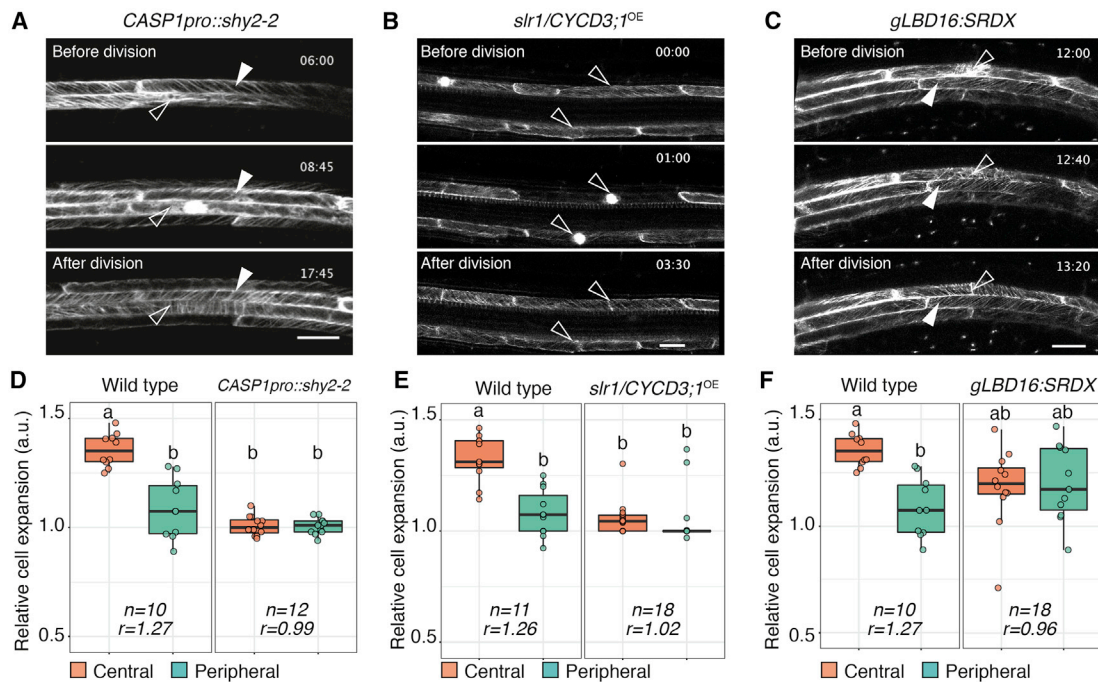 A CASP1pro::shy2-2
Before division 06:00
08:45
After division 17:45
B slr1/CYCD3;1OE
Before division 00:00
01:00
After division 03:30
C gLBD16:SRDX
Before division 12:00
12:40
After division 13:20
D Wild type CASP1pro::shy2-2
Relative cell expansion (a.u.)
1.5
1.0
0.5
a b b b
n=10 n=12
r=1.27 r=0.99
Central Peripheral
E Wild type slr1/CYCD3;1OE
Relative cell expansion (a.u.)
1.5
1.0
0.5
a b b b
n=11 n=18
r=1.26 r=1.02
Central Peripheral
F Wild type gLBD16:SRDX
Relative cell expansion (a.u.)
1.5
1.0
0.5
a b ab ab
n=10 n=18
r=1.27 r=0.96
Central Peripheral